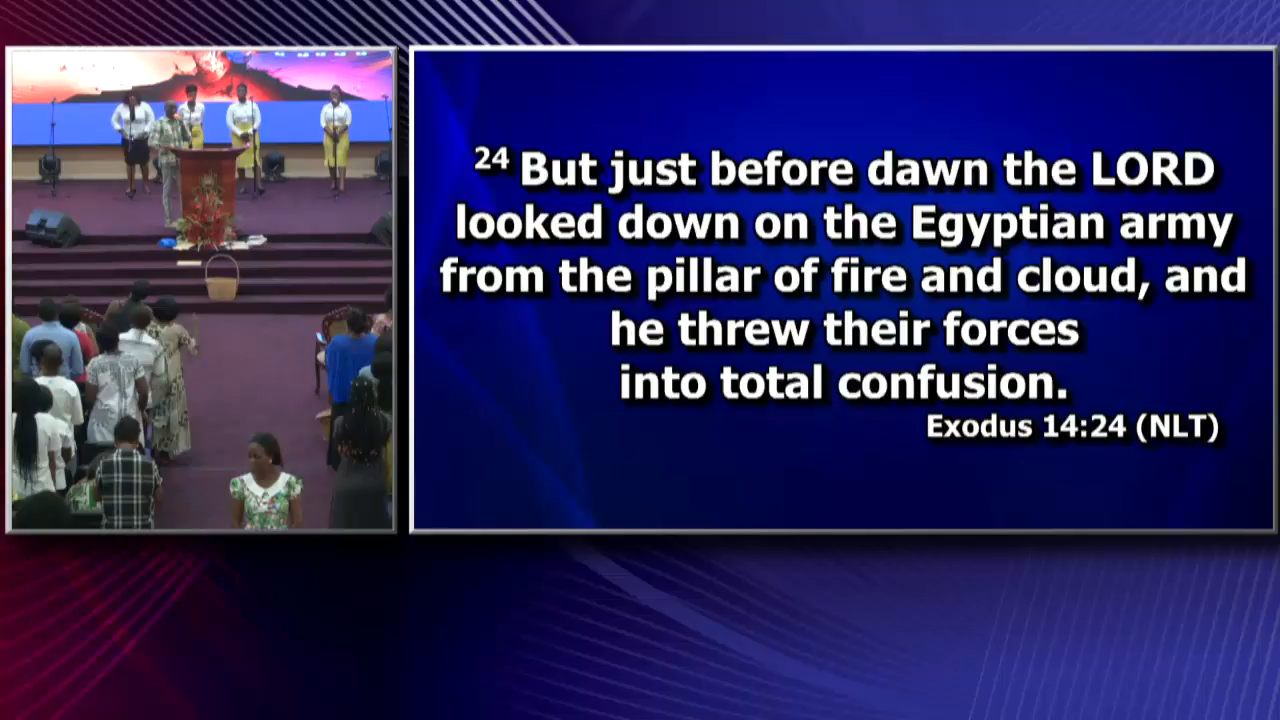 24 But just before dawn the LORD
looked down on the Egyptian army
from the pillar of fire and cloud, and
he threw their forces
into total confusion.
Exodus 14:24 (NLT)